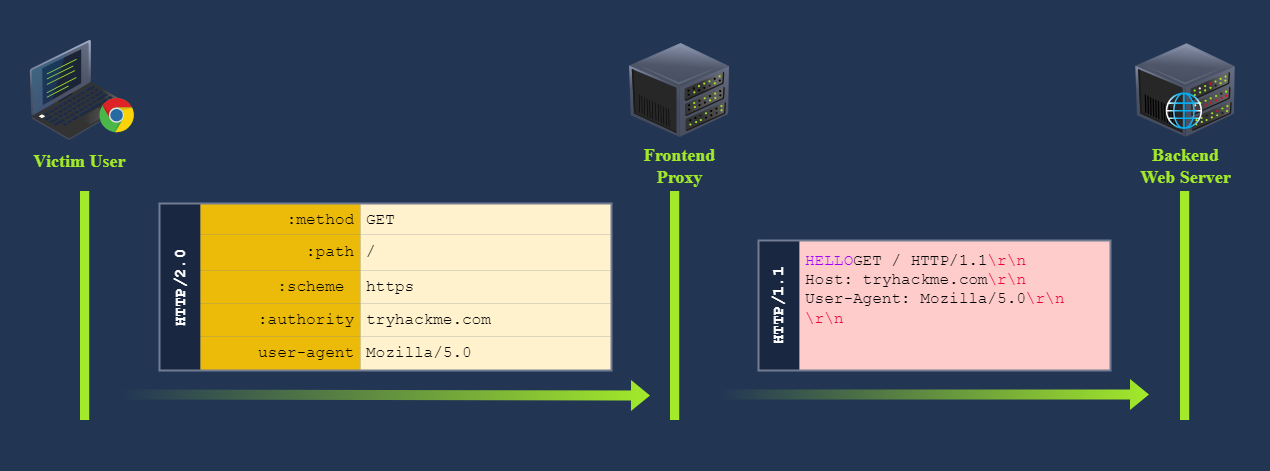 Victim User
Frontend
Proxy
Backend
Web Server
HTTP/2.0
:method GET
:path /
:scheme https
:authority tryhackme.com
user-agent Mozilla/5.0
HTTP/1.1
HELLOGET / HTTP/1.1\r\n
Host: tryhackme.com\r\n
User-Agent: Mozilla/5.0\r\n
\r\n